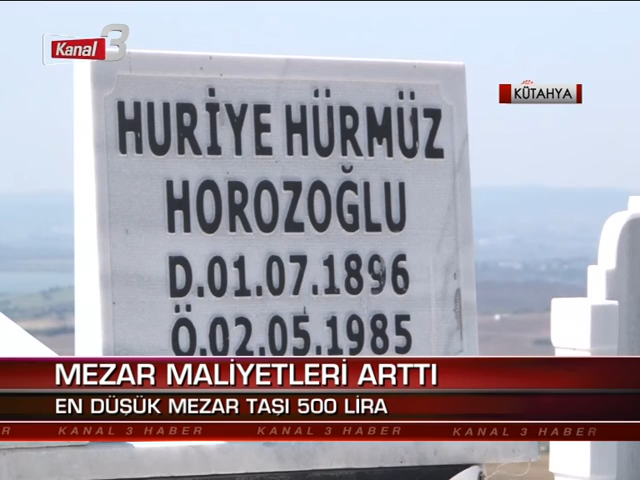 Kanal 3
KÜTAHYA
HURİYE HÜRMÜZ
HOROZOĞLU
D.01.07.1896
Ö.02.05.1985
MEZAR MALİYETLERİ ARTTI
EN DÜŞÜK MEZAR TAŞI 500 LİRA
R KANAL 3 HABER KANAL 3 HABER KANAL 3 HABER